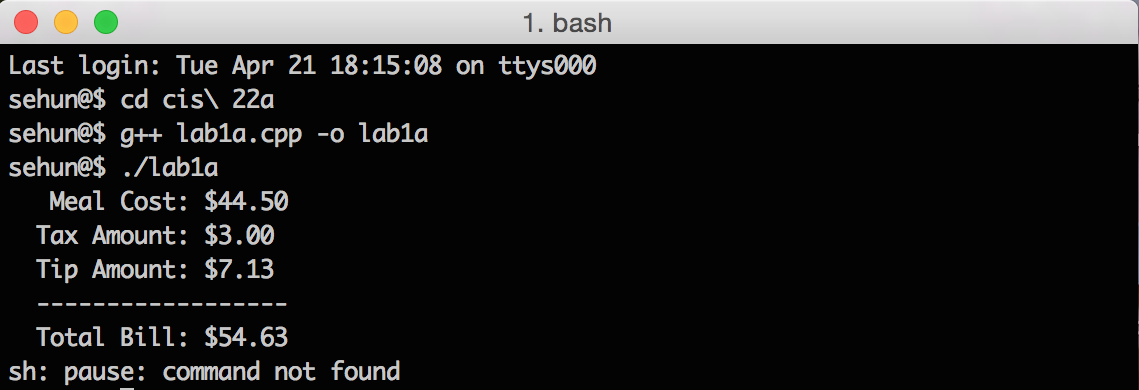 1. bash
Last login: Tue Apr 21 18:15:08 on ttys000
sehun@$ cd cis\ 22a
sehun@$ g++ lab1a.cpp -o lab1a
sehun@$ ./lab1a
   Meal Cost: $44.50
  Tax Amount: $3.00
  Tip Amount: $7.13
  ------------------
  Total Bill: $54.63
sh: pause: command not found